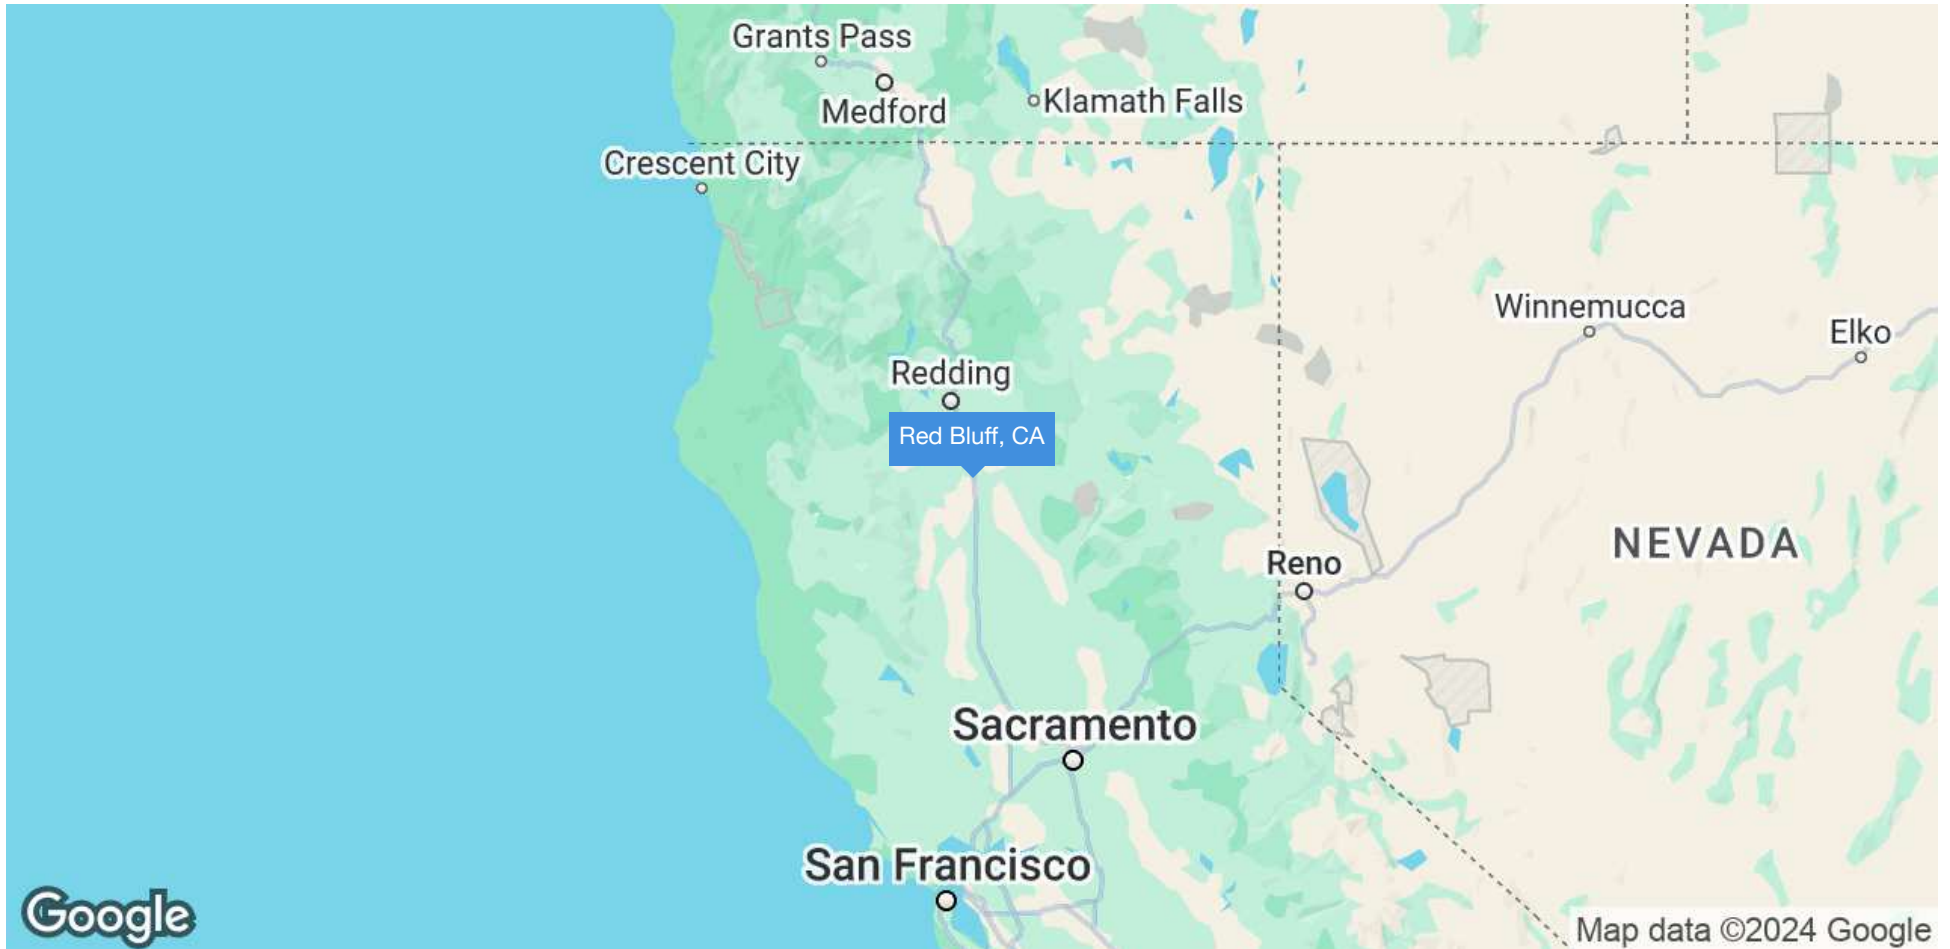 Grants Pass
Medford
Klamath Falls
Crescent City
Winnemucca
Elko
Redding
Red Bluff, CA
NEVADA
Reno
Sacramento
San Francisco
Google
Map data ©2024 Google